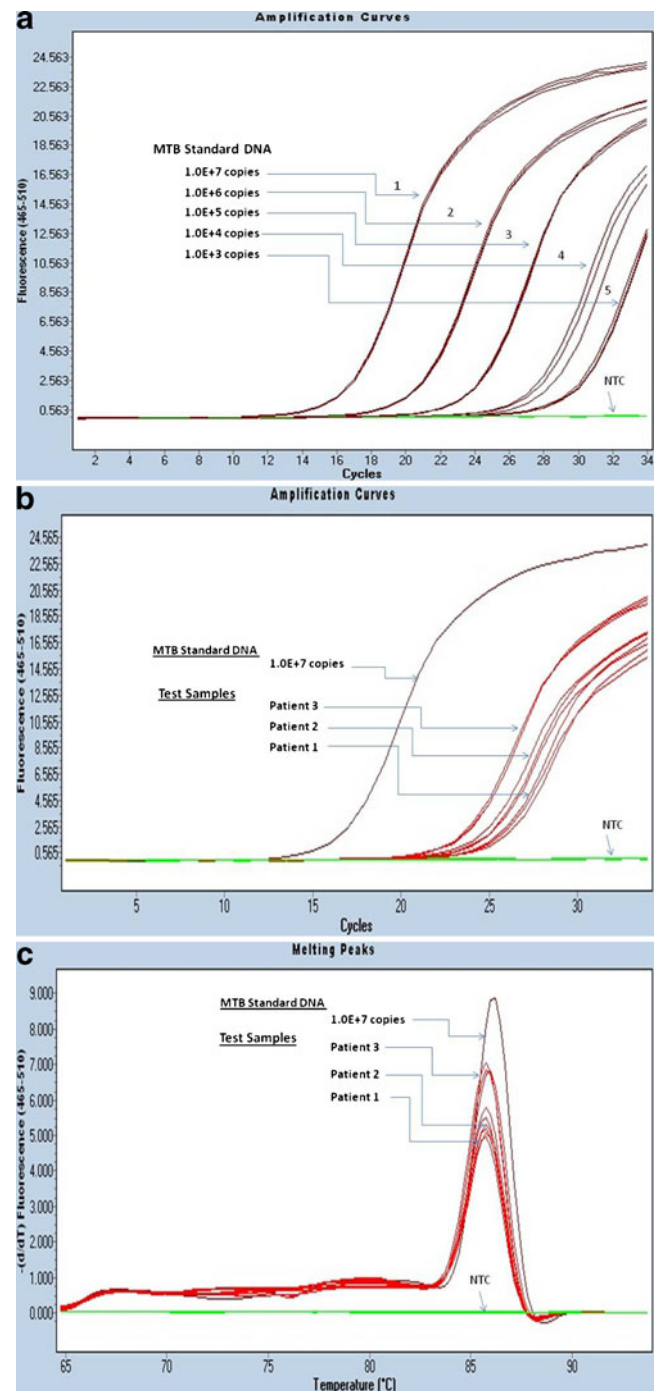 a
Amplification Curves
Fluorescence (465-510)
24.563
22.563
20.563
18.563
16.563
14.563
12.563
10.563
8.563
6.563
4.563
2.563
0.563
MTB Standard DNA
1.0E+7 copies
1.0E+6 copies
1.0E+5 copies
1.0E+4 copies
1.0E+3 copies
1
2
3
4
5
NTC
2 4 6 8 10 12 14 16 18 20 22 24 26 28 30 32 34
Cycles
b
Amplification Curves
Fluorescence (465-510)
24.565
22.565
20.565
18.565
16.565
14.565
12.565
10.565
8.565
6.565
4.565
2.565
0.565
MTB Standard DNA
1.0E+7 copies
Test Samples
Patient 3
Patient 2
Patient 1
NTC
5 10 15 20 25 30
Cycles
c
Melting Peaks
-(d/dT) Fluorescence (465-510)
9.000
8.000
7.000
6.000
5.000
4.000
3.000
2.000
1.000
0.000
MTB Standard DNA
1.0E+7 copies
Test Samples
Patient 3
Patient 2
Patient 1
NTC
65 70 75 80 85 90
Temperature (°C)